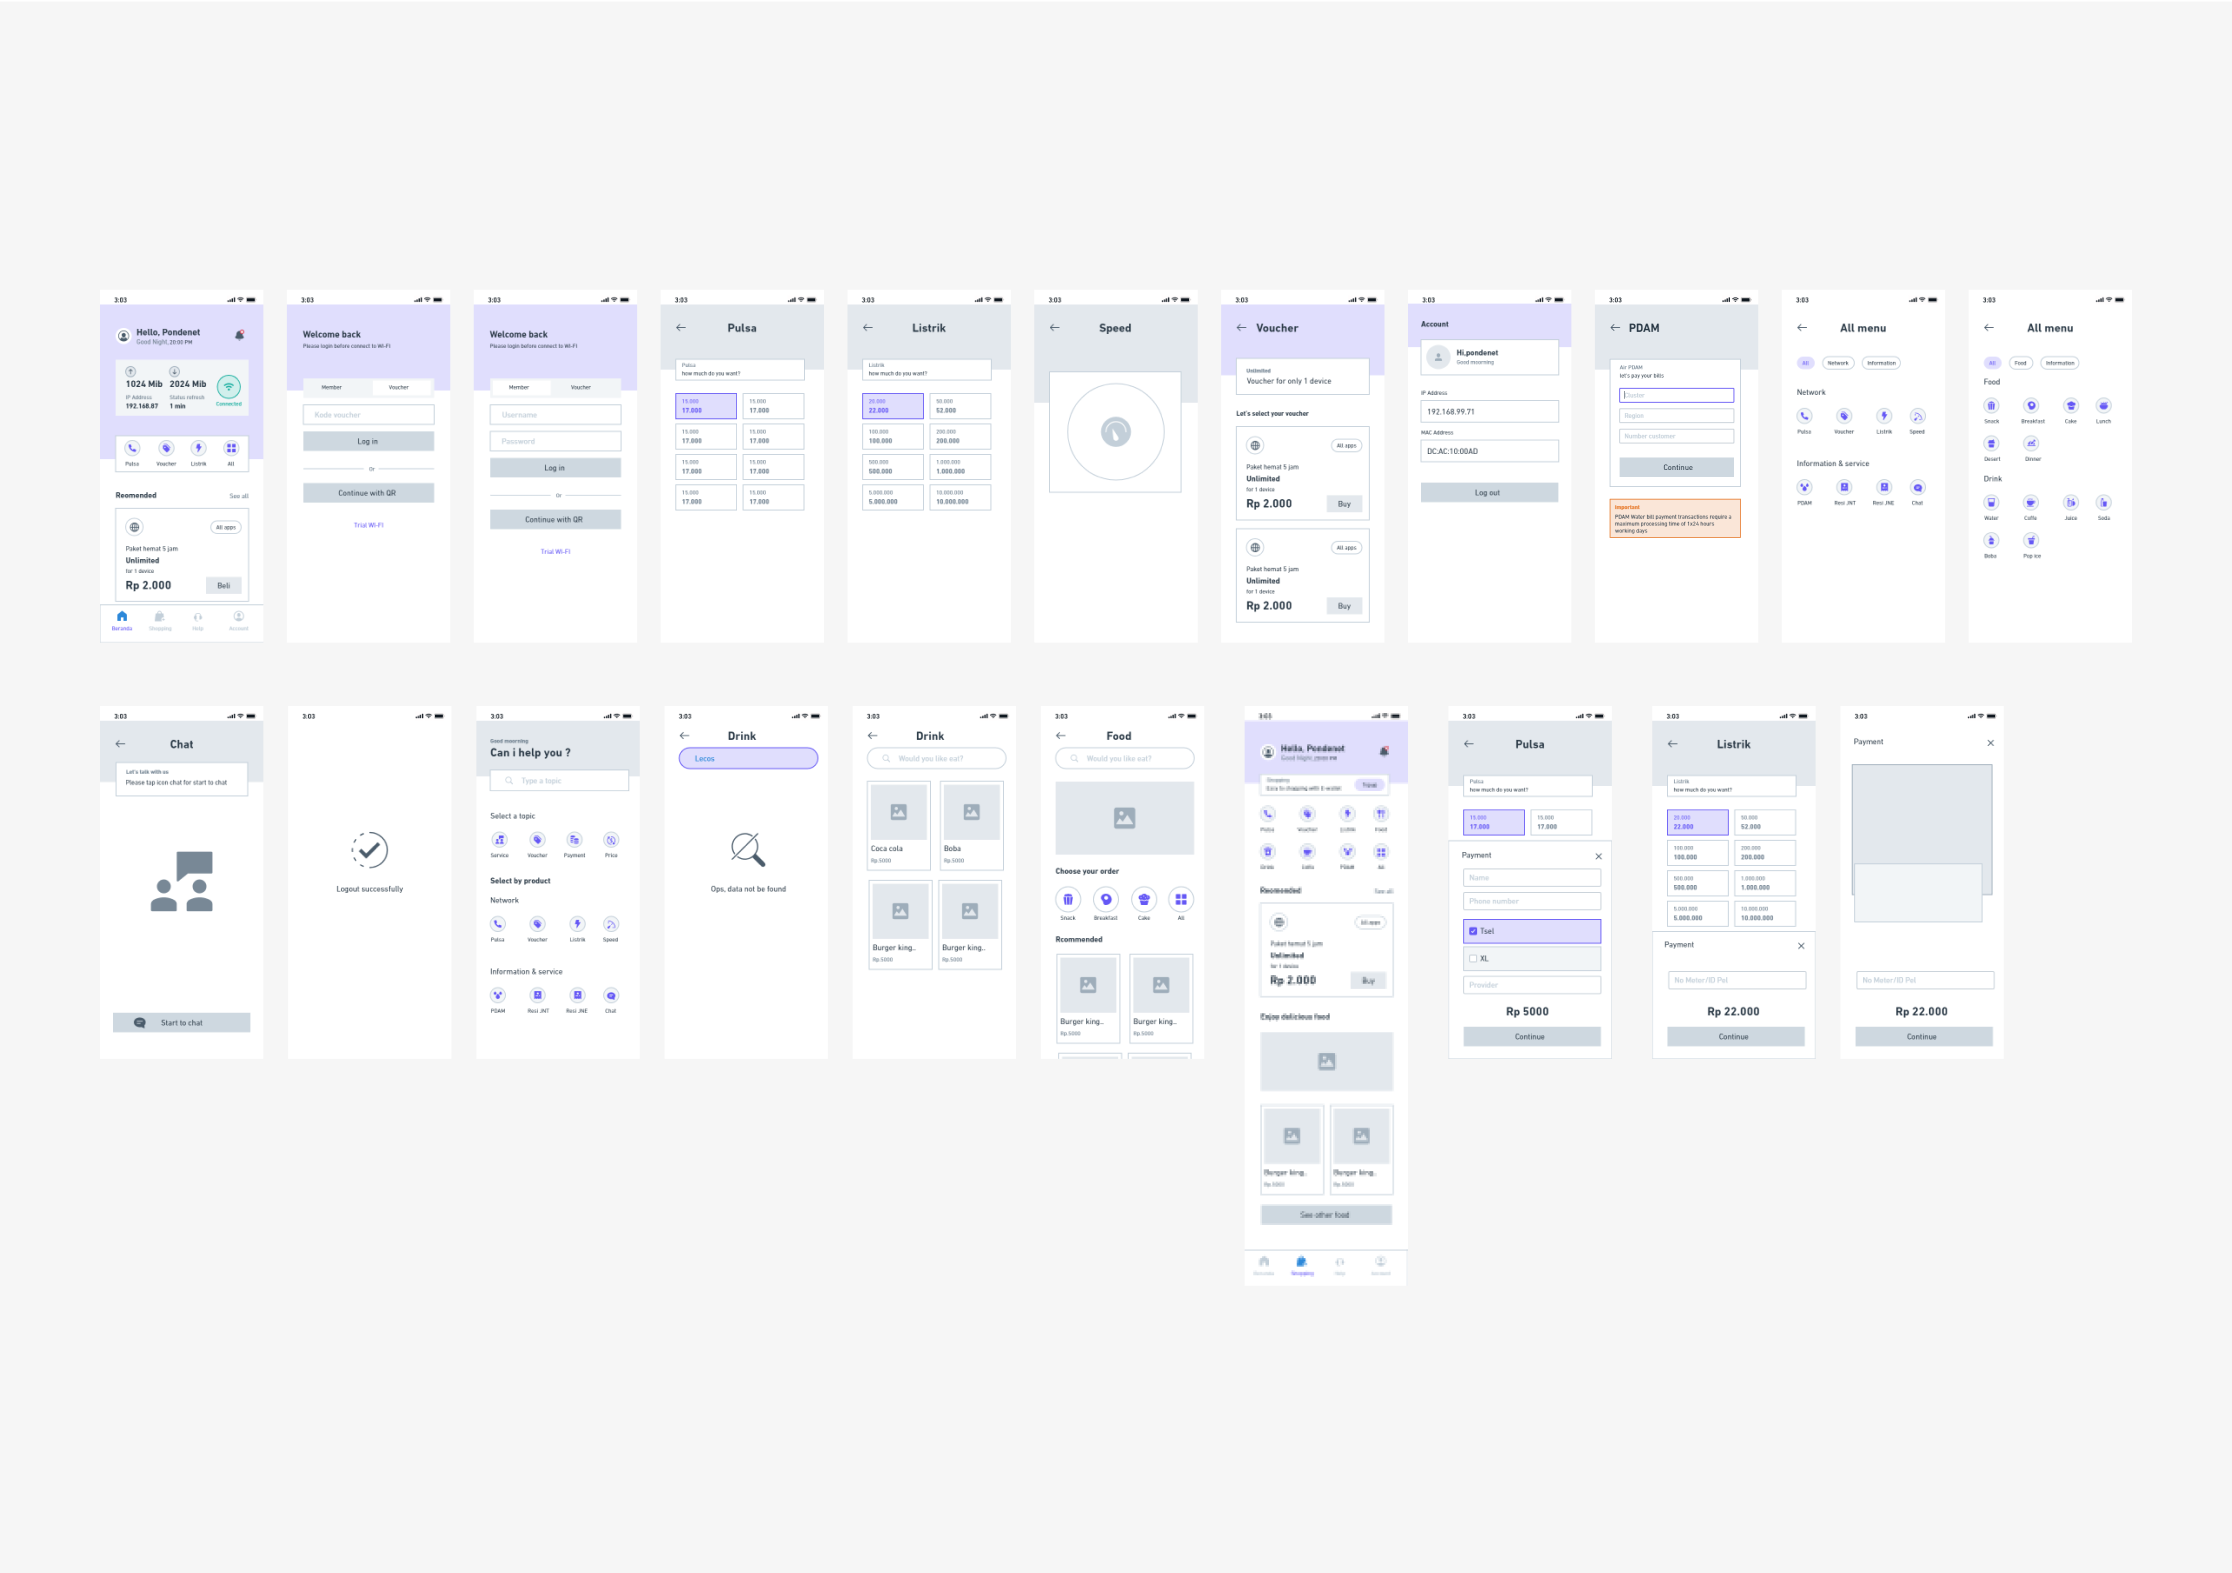 3:03
Hello, Pondenet
Good Night, 20:00 PM
1024 Mib
2024 Mib
IP Address
Status refresh
192.168.87
1 min
Connected
Pulsa
Voucher
Listrik
All
Reomended
See all
All apps
Paket hemat 5 jam
Unlimited
for 1 device
Rp 2.000
Beli
Beranda
Shopping
Help
Account
3:03
Welcome back
Please login before connect to Wi-Fi
Member
Voucher
Kode voucher
Log in
Or
Continue with QR
Trial Wi-Fi
3:03
Welcome back
Please login before connect to Wi-Fi
Member
Voucher
Username
Password
Log in
Or
Continue with QR
Trial Wi-Fi
3:03
Pulsa
Pulsa
how much do you want?
15.000
17.000
15.000
17.000
15.000
17.000
15.000
17.000
15.000
17.000
15.000
17.000
15.000
17.000
15.000
17.000
3:03
Listrik
Listrik
how much do you want?
20.000
22.000
50.000
52.000
100.000
100.000
200.000
200.000
500.000
500.000
1.000.000
1.000.000
5.000.000
5.000.000
10.000.000
10.000.000
3:03
Speed
3:03
Voucher
Unlimited
Voucher for only 1 device
Let's select your voucher
All apps
Paket hemat 5 jam
Unlimited
for 1 device
Rp 2.000
Buy
All apps
Paket hemat 5 jam
Unlimited
for 1 device
Rp 2.000
Buy
3:03
Account
Hi,pondenet
Good mourning
IP Address
192.168.99.71
MAC Address
DC:AC:10:00AD
Log out
3:03
PDAM
Air PDAM
let's pay your bills
Cluster
Region
Number customer
Continue
Important
PDAM Water bill payment transactions require a
maximum processing time of 1x24 hours
working days
3:03
All menu
All
Network
Information
Network
Pulsa
Voucher
Listrik
Speed
Information & service
PDAM
Resi JNT
Resi JNE
Chat
3:03
All menu
All
Food
Information
Food
Snack
Breakfast
Cake
Lunch
Desert
Dinner
Drink
Water
Coffe
Juice
Soda
Boba
Pop ice
3:03
Chat
Let's talk with us
Please tap icon chat for start to chat
Start to chat
3:03
Logout successfully
3:03
Good mourning
Can i help you ?
Type a topic
Select a topic
Service
Voucher
Payment
Price
Select by product
Network
Pulsa
Voucher
Listrik
Speed
Information & service
PDAM
Resi JNT
Resi JNE
Chat
3:03
Drink
Lecos
Ops, data not be found
3:03
Drink
Would you like eat?
Coca cola
Rp 5000
Boba
Rp 5000
Burger king..
Rp 5000
Burger king..
Rp 5000
3:03
Food
Would you like eat?
Choose your order
Snack
Breakfast
Cake
All
Rcommended
Burger king..
Rp 5000
Burger king..
Rp 5000
3:03
Hello, Pondenet
Good Night, 20:00 PM
Shopping
Easy to shopping with E-wallet
Pulsa
Voucher
Listrik
Food
Coffe
PDAM
All
Reomended
See all
All apps
Paket hemat 5 jam
Unlimited
for 1 device
Rp 2.000
Buy
Enjoy delicious food
Burger king..
Rp 5000
Burger king..
Rp 5000
See other food
Beranda
Shopping
Help
Account
3:03
Pulsa
Pulsa
how much do you want?
15.000
17.000
15.000
17.000
Payment
Name
Phone number
Tsel
XL
Provider
Rp 5000
Continue
3:03
Listrik
Listrik
how much do you want?
20.000
22.000
50.000
52.000
100.000
100.000
200.000
200.000
500.000
500.000
1.000.000
1.000.000
5.000.000
5.000.000
10.000.000
10.000.000
Payment
No Meter/ID Pel
Rp 22.000
Continue
3:03
Payment
No Meter/ID Pel
Rp 22.000
Continue